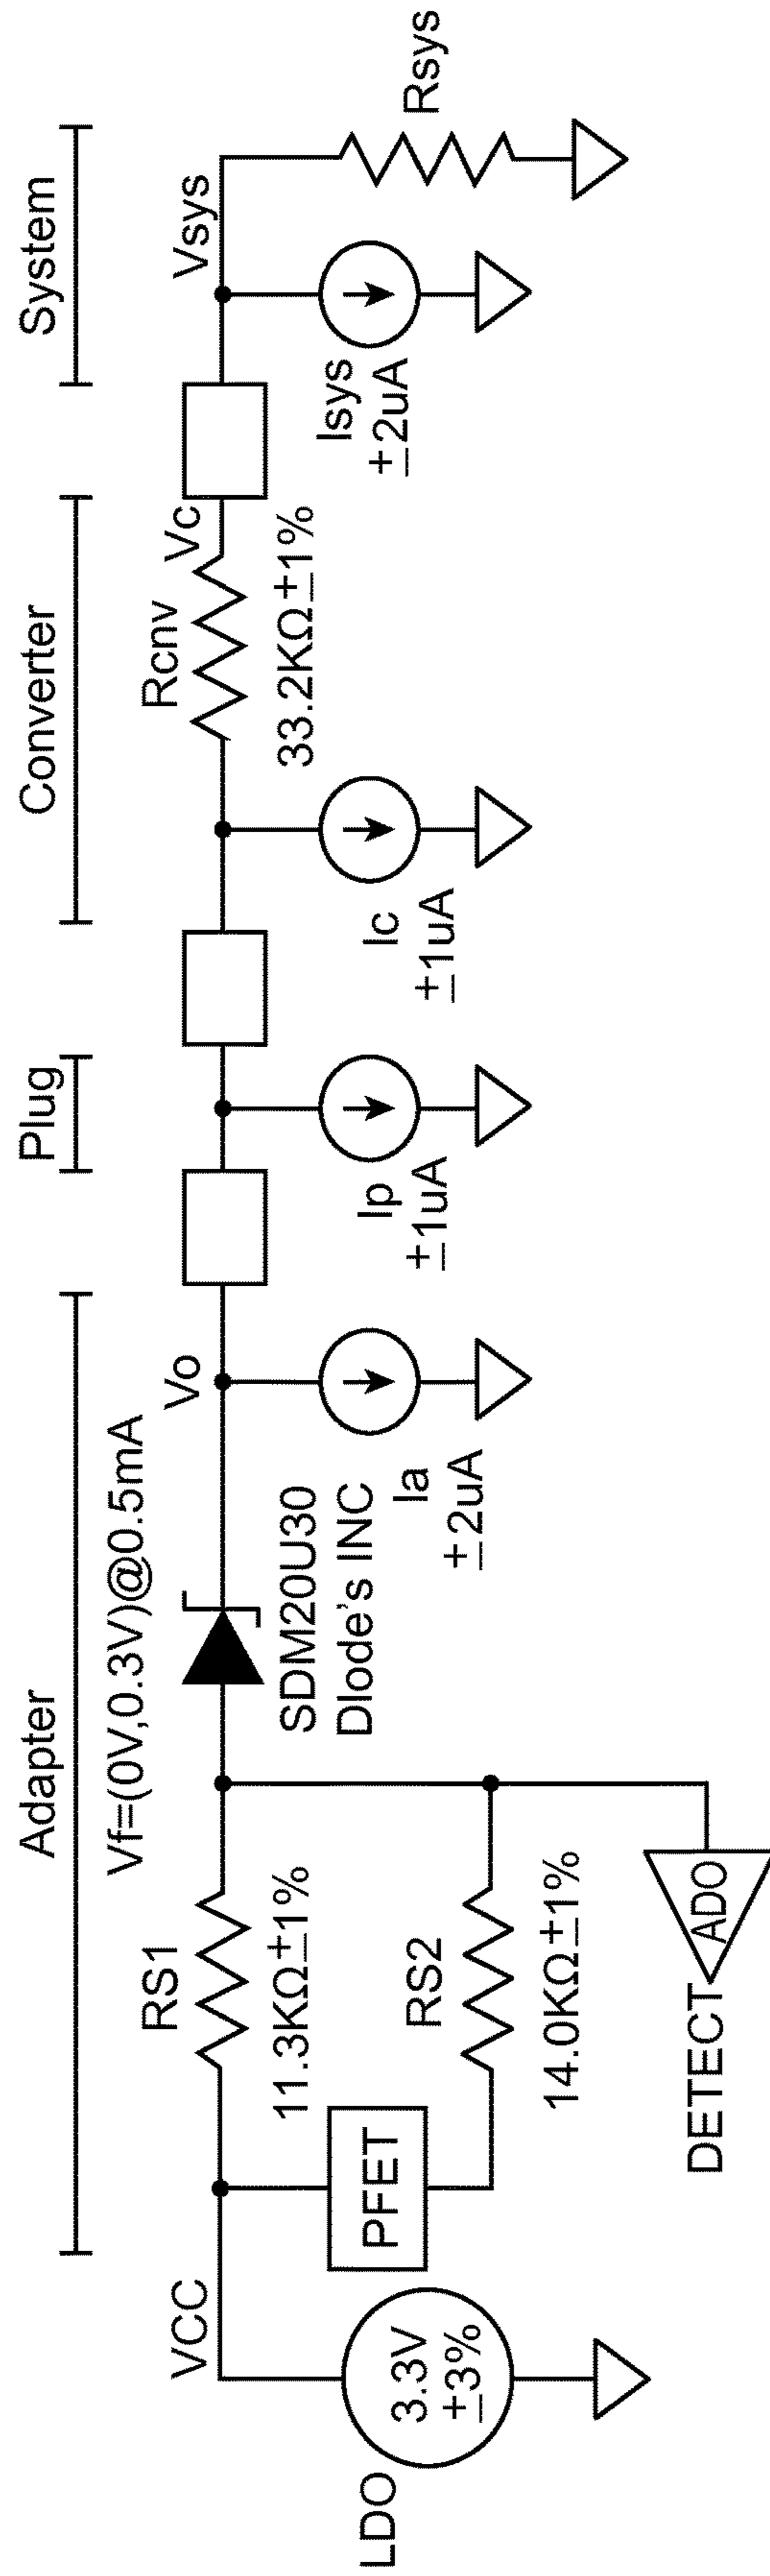 Adapter
Plug
Converter
System
Vf=(0V,0.3V)@0.5mA
VCC
RS1
11.3KΩ±1%
Vo
Rcnv
Vc
33.2KΩ±1%
Vsys
Rsys
LDO
3.3V
±3%
PFET
RS2
14.0KΩ±1%
SDM20U30
DIode's INC
Ia
±2uA
Ip
±1uA
Ic
±1uA
Isys
±2uA
DETECT
ADO